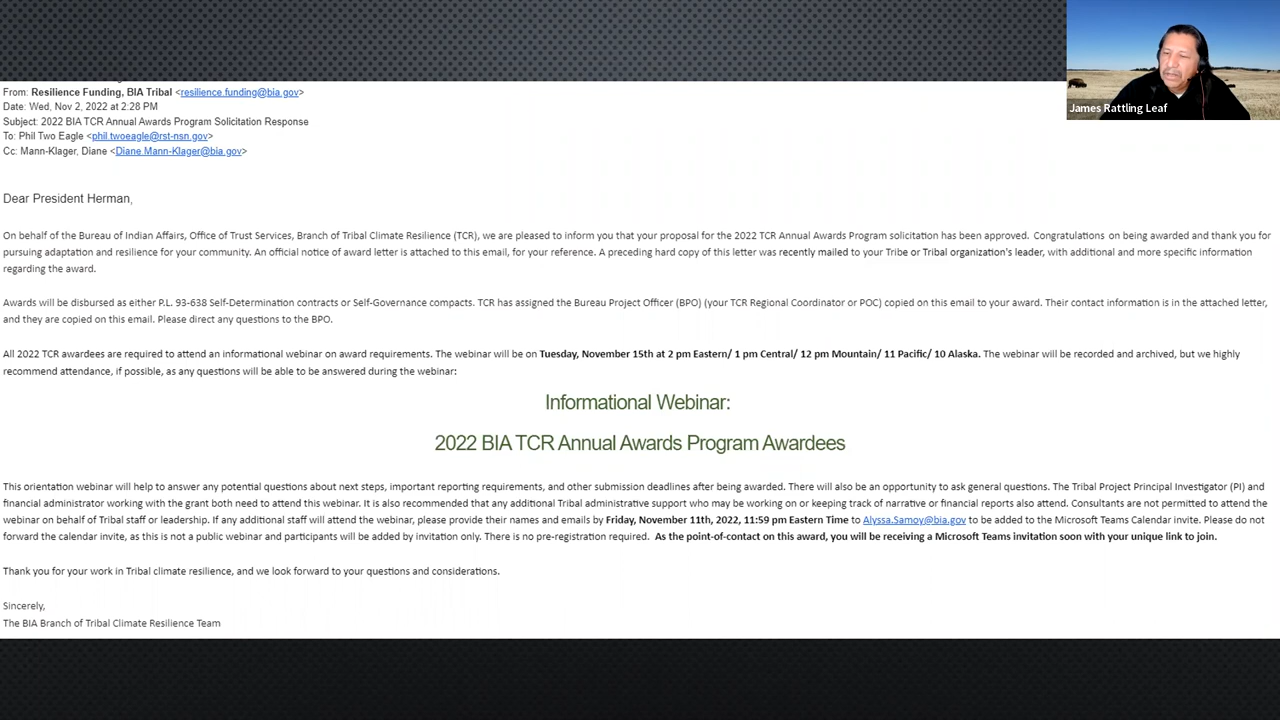 From: Resilience Funding, BIA Tribal <resilience.funding@bia.gov>
Date: Wed, Nov 2, 2022 at 2:28 PM
Subject: 2022 BIA TCR Annual Awards Program Solicitation Response
To: Phil Two Eagle <phil.twoeagle@rst-nsn.gov>
Cc: Mann-Klager, Diane <Diane.Mann-Klager@bia.gov>
James Rattling Leaf
Dear President Herman,
On behalf of the Bureau of Indian Affairs, Office of Trust Services, Branch of Tribal Climate Resilience (TCR), we are pleased to inform you that your proposal for the 2022 TCR Annual Awards Program solicitation has been approved. Congratulations on being awarded and thank you for
pursuing adaptation and resilience for your community. An official notice of award letter is attached to this email, for your reference. A preceding hard copy of this letter was recently mailed to your Tribe or Tribal organization's leader, with additional and more specific information
regarding the award.
Awards will be disbursed as either P.L. 93-638 Self-Determination contracts or Self-Governance compacts. TCR has assigned the Bureau Project Officer (BPO) (your TCR Regional Coordinator or POC) copied on this email to your award. Their contact information is in the attached letter,
and they are copied on this email. Please direct any questions to the BPO.
All 2022 TCR awardees are required to attend an informational webinar on award requirements. The webinar will be on Tuesday, November 15th at 2 pm Eastern/ 1 pm Central/ 12 pm Mountain/ 11 Pacific/ 10 Alaska. The webinar will be recorded and archived, but we highly
recommend attendance, if possible, as any questions will be able to be answered during the webinar:
Informational Webinar:
2022 BIA TCR Annual Awards Program Awardees
This orientation webinar will help to answer any potential questions about next steps, important reporting requirements, and other submission deadlines after being awarded. There will also be an opportunity to ask general questions. The Tribal Project Principal Investigator (PI) and
financial administrator working with the grant both need to attend this webinar. It is also recommended that any additional Tribal administrative support who may be working on or keeping track of narrative or financial reports also attend. Consultants are not permitted to attend the
webinar on behalf of Tribal staff or leadership. If any additional staff will attend the webinar, please provide their names and emails by Friday, November 11th, 2022, 11:59 pm Eastern Time to Alyssa.Samoy@bia.gov to be added to the Microsoft Teams Calendar invite. Please do not
forward the calendar invite, as this is not a public webinar and participants will be added by invitation only. There is no pre-registration required. As the point-of-contact on this award, you will be receiving a Microsoft Teams invitation soon with your unique link to join.
Thank you for your work in Tribal climate resilience, and we look forward to your questions and considerations.
Sincerely,
The BIA Branch of Tribal Climate Resilience Team